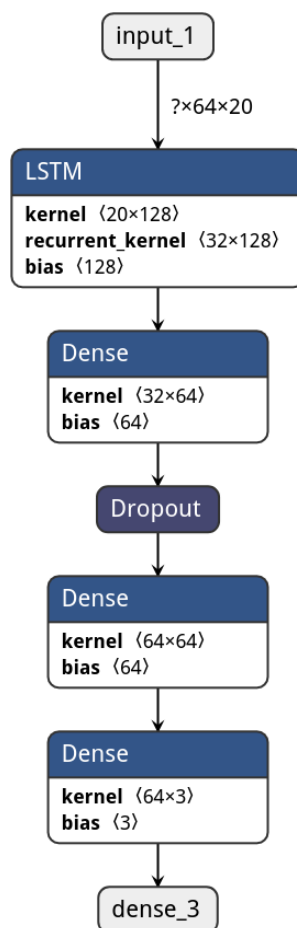 input_1
?×64×20
LSTM
kernel ⟨20×128⟩
recurrent_kernel ⟨32×128⟩
bias ⟨128⟩
Dense
kernel ⟨32×64⟩
bias ⟨64⟩
Dropout
Dense
kernel ⟨64×64⟩
bias ⟨64⟩
Dense
kernel ⟨64×3⟩
bias ⟨3⟩
dense_3